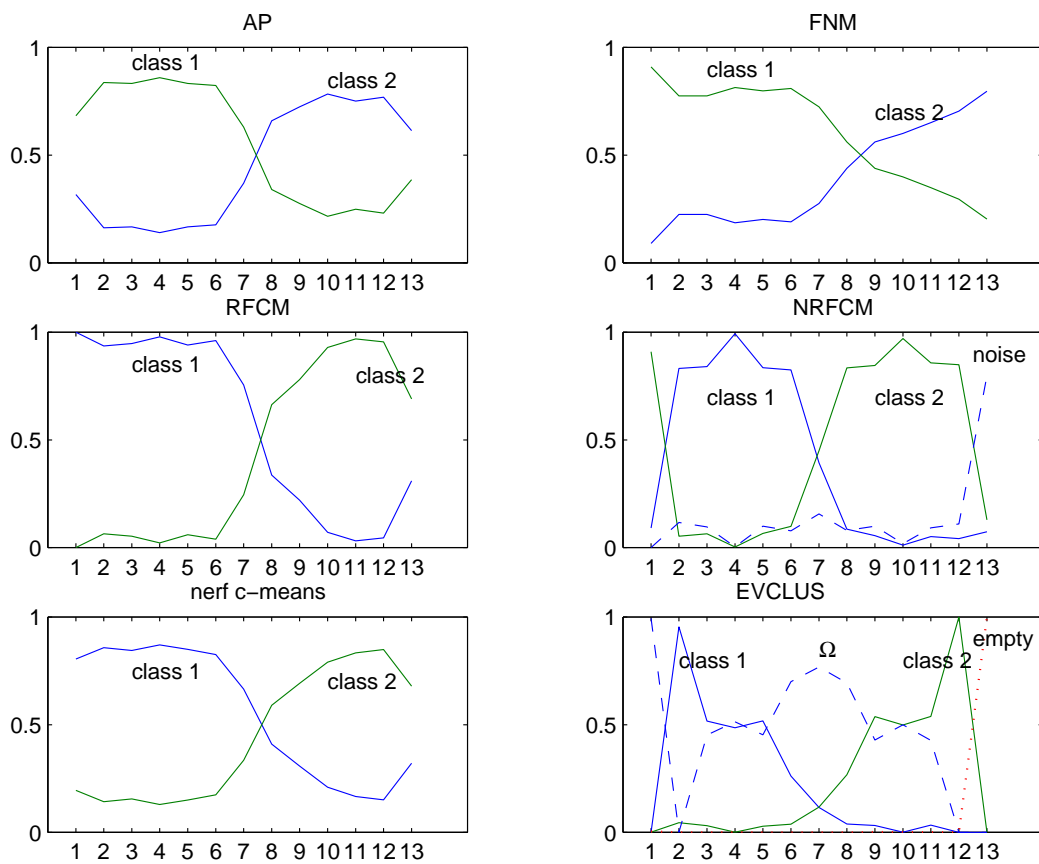 AP
1
0.5
0
class 1
class 2
1 2 3 4 5 6 7 8 9 10 11 12 13
FNM
1
0.5
0
class 1
class 2
1 2 3 4 5 6 7 8 9 10 11 12 13
RFCM
1
0.5
0
class 1
class 2
1 2 3 4 5 6 7 8 9 10 11 12 13
NRFCM
1
0.5
0
class 1
class 2
noise
1 2 3 4 5 6 7 8 9 10 11 12 13
nerf c−means
1
0.5
0
class 1
class 2
1 2 3 4 5 6 7 8 9 10 11 12 13
EVCLUS
1
0.5
0
class 1
Ω
class 2
empty
1 2 3 4 5 6 7 8 9 10 11 12 13